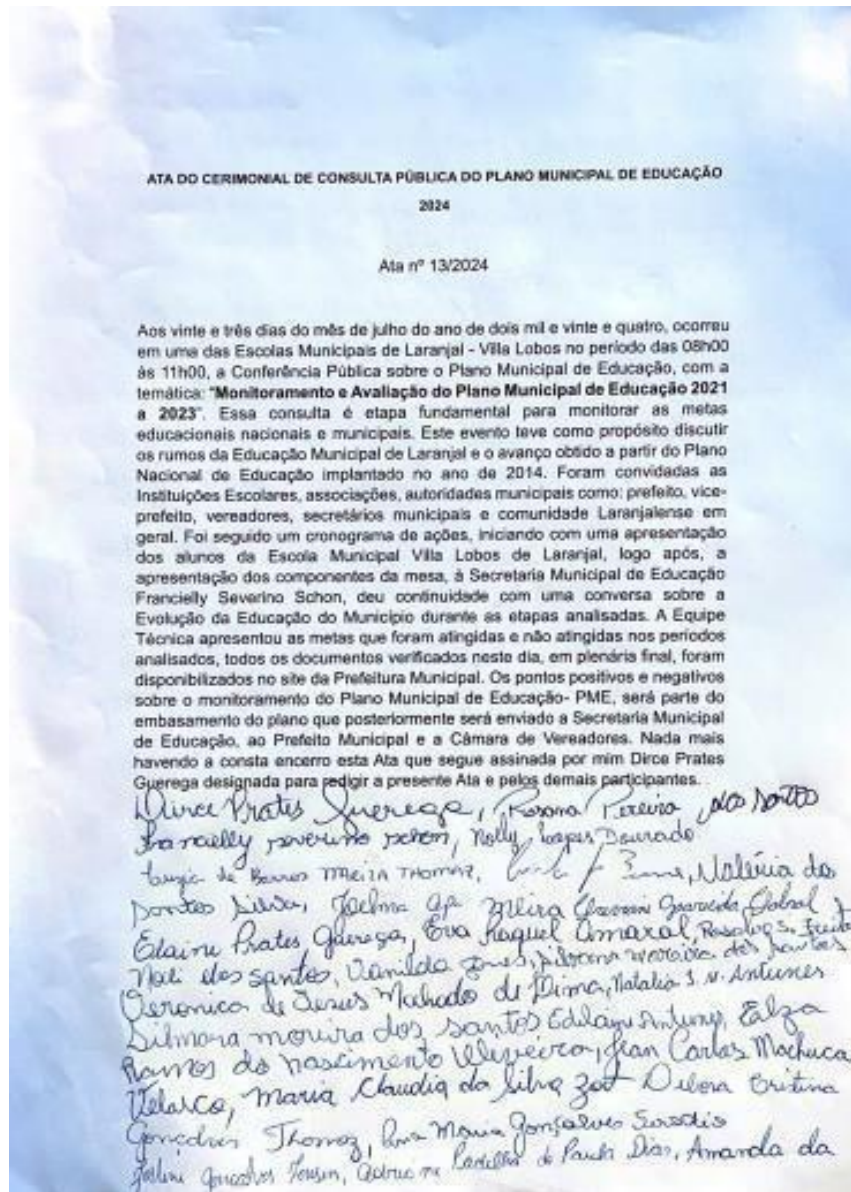 ATA DO CERIMONIAL DE CONSULTA PÚBLICA DO PLANO MUNICIPAL DE EDUCAÇÃO
2024
Ata nº 13/2024
Aos vinte e três dias do mês de julho do ano de dois mil e vinte e quatro, ocorreu
em uma das Escolas Municipais de Laranjal - Villa Lobos no período das 08h00
às 11h00, a Conferência Pública sobre o Plano Municipal de Educação, com a
temática: "Monitoramento e Avaliação do Plano Municipal de Educação 2021
a 2023". Essa consulta é etapa fundamental para monitorar as metas
educacionais nacionais e municipais. Este evento teve como propósito discutir
os rumos da Educação Municipal de Laranjal e o avanço obtido a partir do Plano
Nacional de Educação implantado no ano de 2014. Foram convidadas as
Instituições Escolares, associações, autoridades municipais como: prefeito, vice-
prefeito, vereadores, secretários municipais e comunidade Laranjalense em
geral. Foi seguido um cronograma de ações, iniciando com uma apresentação
dos alunos da Escola Municipal Villa Lobos de Laranjal, logo após, a
apresentação dos componentes da mesa, à Secretaria Municipal de Educação
Francielly Severino Schon, deu continuidade com uma conversa sobre a
Evolução da Educação do Município durante as etapas analisadas. A Equipe
Técnica apresentou as metas que foram atingidas e não atingidas nos períodos
analisados, todos os documentos verificados neste dia, em plenária final, foram
disponibilizados no site da Prefeitura Municipal. Os pontos positivos e negativos
sobre o monitoramento do Plano Municipal de Educação- PME, será parte do
embasamento do plano que posteriormente será enviado a Secretaria Municipal
de Educação, ao Prefeito Municipal e a Câmara de Vereadores. Nada mais
havendo a consta encerro esta Ata que segue assinada por mim Dirce Prates
Guerega designada para redigir a presente Ata e pelos demais participantes.
Dirce Prates Guerega, Rosana Pereira dos Santos
Francielly Severino Schon, Dourado
de Barros MEIRA THOMAZ, Valéria dos
Santos Silva, Joelma Ap. Meira Aparecida
Elaine Prates Guerega, Eva Raquel Amaral,
dos Santos, Vanilda Moreira dos Santos
Veronica de Jesus Machado de Lima, Natalia S. Antunes
Silmara Moreira dos Santos Antunes,
Ramos do Nascimento Oliveira, Jean Carlos Machuca
Velasco, Maria Claudia da Silva Debora Cristina
Gonçalves Thomaz, Ana Maria Gonçalves
Gonçalves de Paula Dias, Amanda da